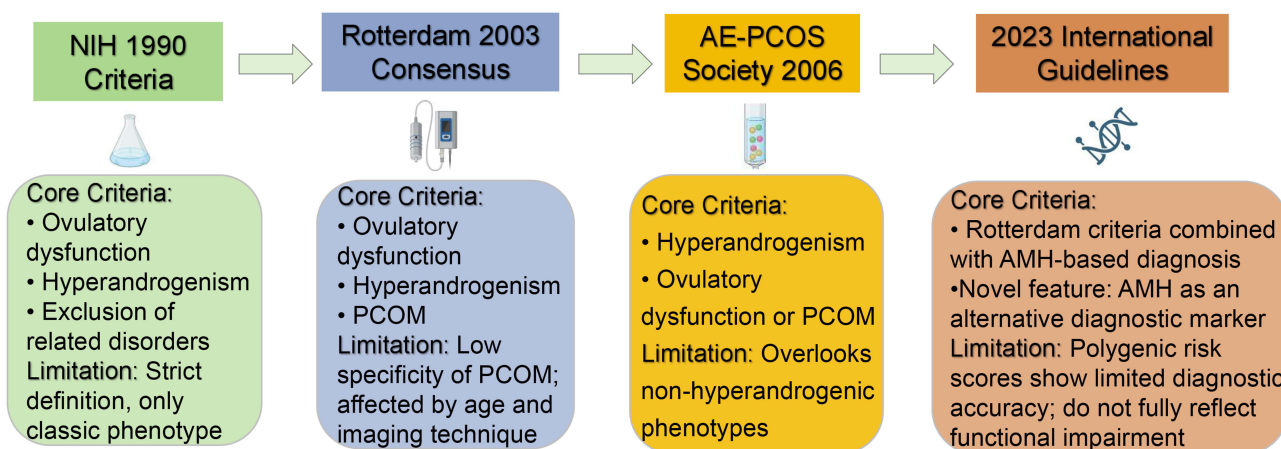 NIH 1990
Criteria
Rotterdam 2003
Consensus
AE-PCOS
Society 2006
2023 International
Guidelines
Core Criteria:
• Ovulatory
dysfunction
• Hyperandrogenism
• Exclusion of
related disorders
Limitation: Strict
definition, only
classic phenotype
Core Criteria:
• Ovulatory
dysfunction
• Hyperandrogenism
• PCOM
Limitation: Low
specificity of PCOM;
affected by age and
imaging technique
Core Criteria:
• Hyperandrogenism
• Ovulatory
dysfunction or PCOM
Limitation: Overlooks
non-hyperandrogenic
phenotypes
Core Criteria:
• Rotterdam criteria combined
with AMH-based diagnosis
•Novel feature: AMH as an
alternative diagnostic marker
Limitation: Polygenic risk
scores show limited diagnostic
accuracy; do not fully reflect
functional impairment